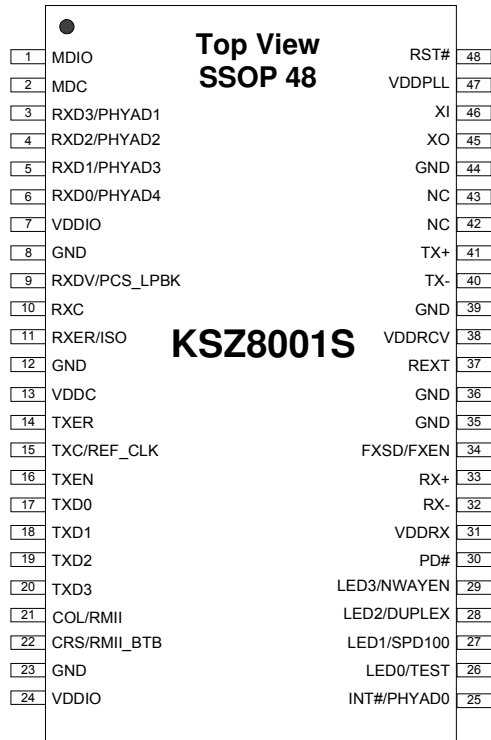 Top View
SSOP 48
KSZ8001S
1 MDIO
2 MDC
3 RXD3/PHYAD1
4 RXD2/PHYAD2
5 RXD1/PHYAD3
6 RXD0/PHYAD4
7 VDDIO
8 GND
9 RXDV/PCS_LPBK
10 RXC
11 RXER/ISO
12 GND
13 VDDC
14 TXER
15 TXC/REF_CLK
16 TXEN
17 TXD0
18 TXD1
19 TXD2
20 TXD3
21 COL/RMII
22 CRS/RMII_BTB
23 GND
24 VDDIO
RST# 48
VDDPLL 47
XI 46
XO 45
GND 44
NC 43
NC 42
TX+ 41
TX- 40
GND 39
VDDRCV 38
REXT 37
GND 36
GND 35
FXSD/FXEN 34
RX+ 33
RX- 32
VDDRX 31
PD# 30
LED3/NWAYEN 29
LED2/DUPLEX 28
LED1/SPD100 27
LED0/TEST 26
INT#/PHYAD0 25